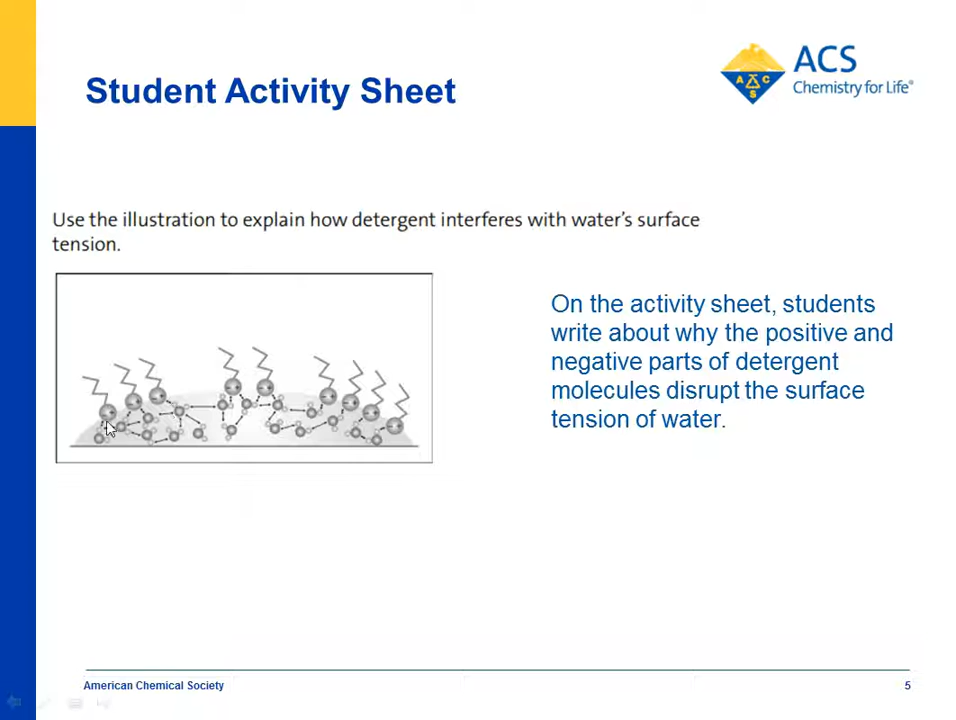 Student Activity Sheet
A C S
ACS
Chemistry for Life®
Use the illustration to explain how detergent interferes with water's surface
tension.
On the activity sheet, students
write about why the positive and
negative parts of detergent
molecules disrupt the surface
tension of water.
American Chemical Society
5